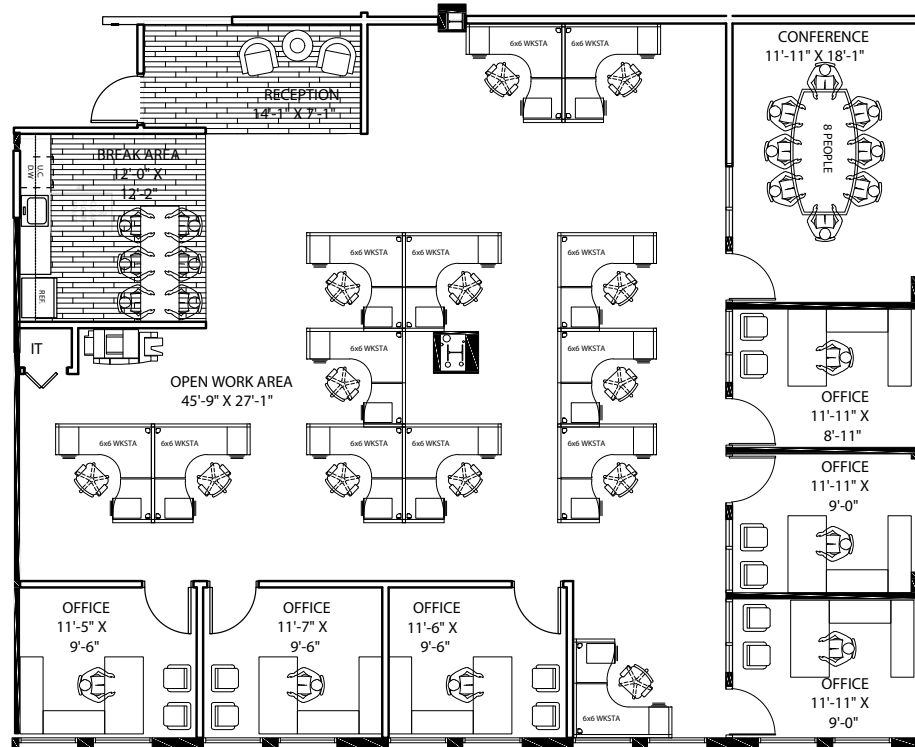 6x6 WKSTA
6x6 WKSTA
CONFERENCE
11'-11" X 18'-1"
8 PEOPLE
RECEPTION
14'-1" X 7'-1"
BREAK AREA
12'-0" X
12'-2"
U.C.
D.W.
REF.
6x6 WKSTA
6x6 WKSTA
6x6 WKSTA
IT
6x6 WKSTA
6x6 WKSTA
OPEN WORK AREA
45'-9" X 27'-1"
OFFICE
11'-11" X
8'-11"
6x6 WKSTA
6x6 WKSTA
6x6 WKSTA
6x6 WKSTA
6x6 WKSTA
OFFICE
11'-11" X
9'-0"
OFFICE
11'-5" X
9'-6"
OFFICE
11'-7" X
9'-6"
OFFICE
11'-6" X
9'-6"
6x6 WKSTA
OFFICE
11'-11" X
9'-0"